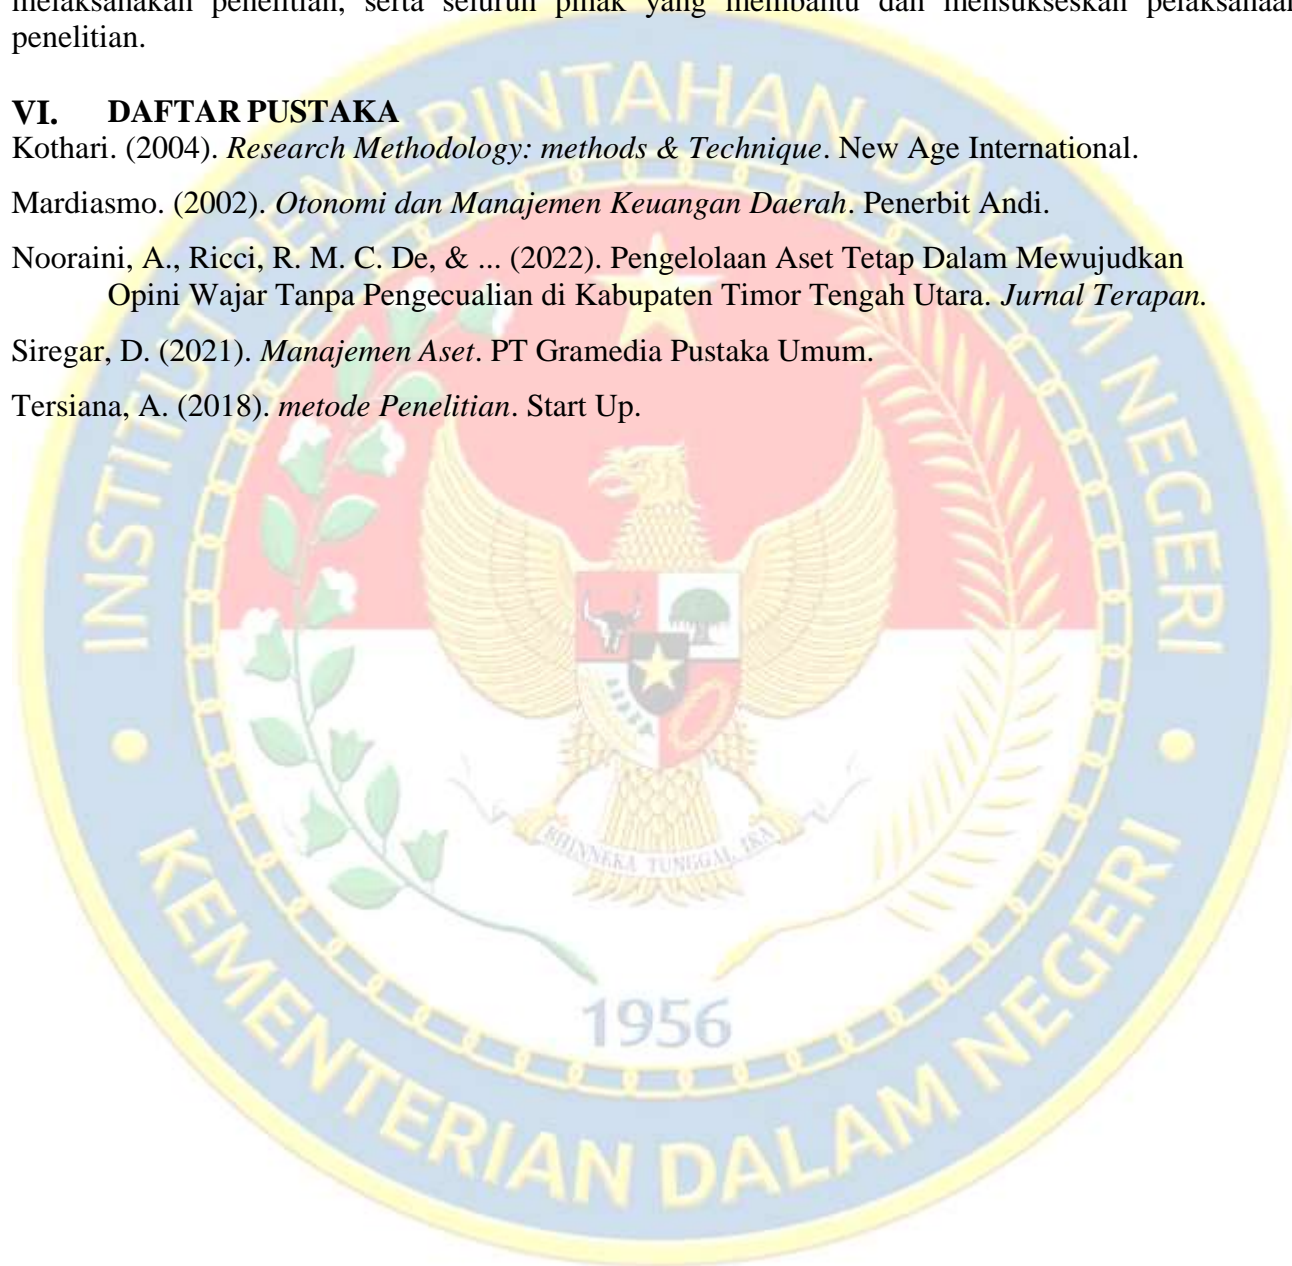 melaksanakan penelitian, serta seluruh pihak yang membantu dan mensukseskan pelaksanaan
penelitian.
VI. DAFTAR PUSTAKA
Kothari. (2004). Research Methodology: methods & Technique. New Age International.
Mardiasmo. (2002). Otonomi dan Manajemen Keuangan Daerah. Penerbit Andi.
Nooraini, A., Ricci, R. M. C. De, & ... (2022). Pengelolaan Aset Tetap Dalam Mewujudkan
Opini Wajar Tanpa Pengecualian di Kabupaten Timor Tengah Utara. Jurnal Terapan.
Siregar, D. (2021). Manajemen Aset. PT Gramedia Pustaka Umum.
Tersiana, A. (2018). metode Penelitian. Start Up.
INSTITUT PEMERINTAHAN DALAM NEGERI
BHINNEKA TUNGGAL IKA
1956
KEMENTERIAN DALAM NEGERI